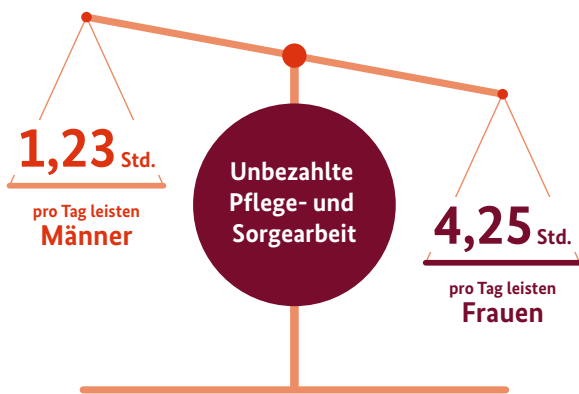 1,23 Std.
pro Tag leisten
Männer
Unbezahlte
Pflege- und
Sorgearbeit
4,25 Std.
pro Tag leisten
Frauen